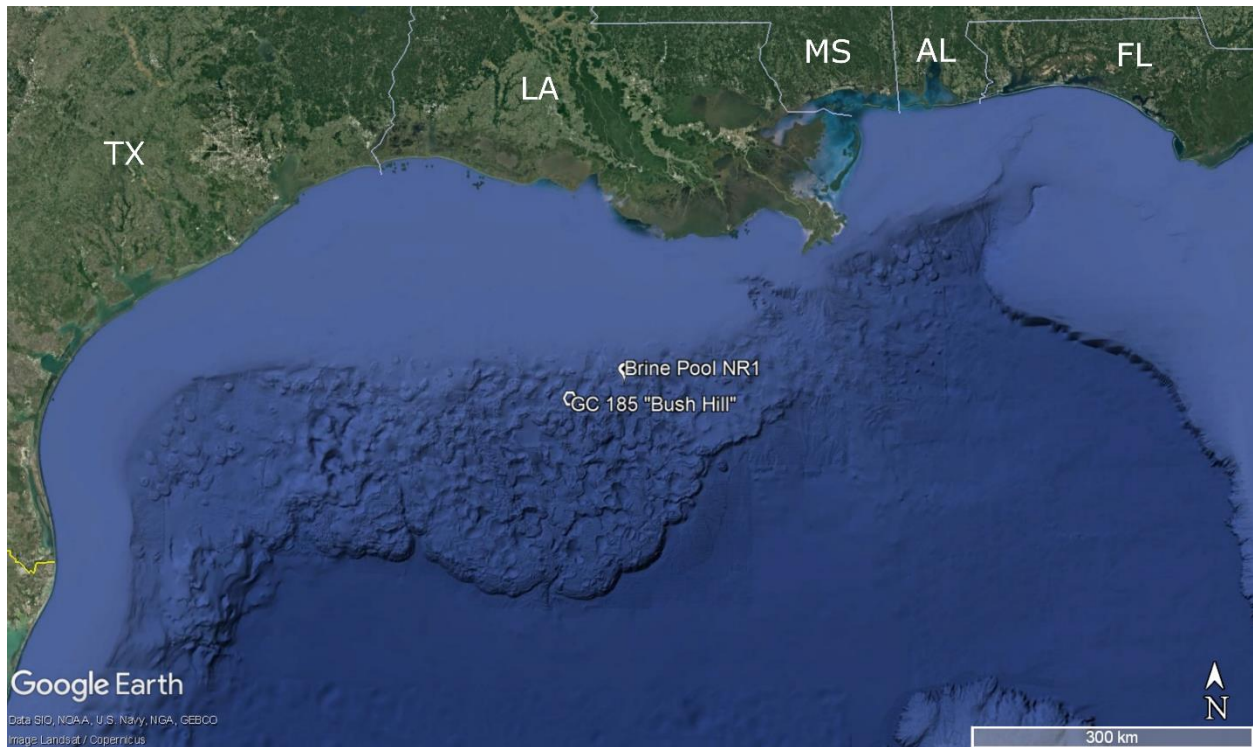 MS
AL
FL
LA
TX
Brine Pool NR1
GC 185 "Bush Hill"
Google Earth
N
Data SIO, NOAA, U.S. Navy, NGA, GEBCO
Image Landsat / Copernicus
300 km